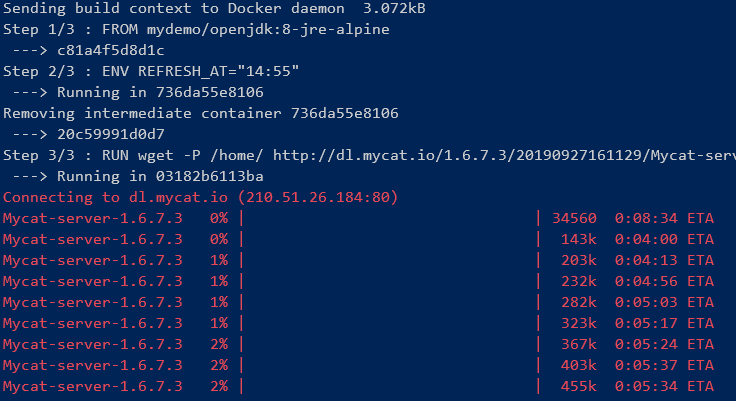 Sending build context to Docker daemon  3.072kB
Step 1/3 : FROM mydemo/openjdk:8-jre-alpine
 ---> c81a4f5d8d1c
Step 2/3 : ENV REFRESH_AT="14:55"
 ---> Running in 736da55e8106
Removing intermediate container 736da55e8106
 ---> 20c59991d0d7
Step 3/3 : RUN wget -P /home/ http://dl.mycat.io/1.6.7.3/20190927161129/Mycat-serv
 ---> Running in 03182b6113ba
Connecting to dl.mycat.io (210.51.26.184:80)
Mycat-server-1.6.7.3   0% |                                | 34560  0:08:34 ETA
Mycat-server-1.6.7.3   0% |                                |  143k  0:04:00 ETA
Mycat-server-1.6.7.3   1% |                                |  203k  0:04:13 ETA
Mycat-server-1.6.7.3   1% |                                |  232k  0:04:56 ETA
Mycat-server-1.6.7.3   1% |                                |  282k  0:05:03 ETA
Mycat-server-1.6.7.3   1% |                                |  323k  0:05:17 ETA
Mycat-server-1.6.7.3   2% |                                |  367k  0:05:24 ETA
Mycat-server-1.6.7.3   2% |                                |  403k  0:05:37 ETA
Mycat-server-1.6.7.3   2% |                                |  455k  0:05:34 ETA